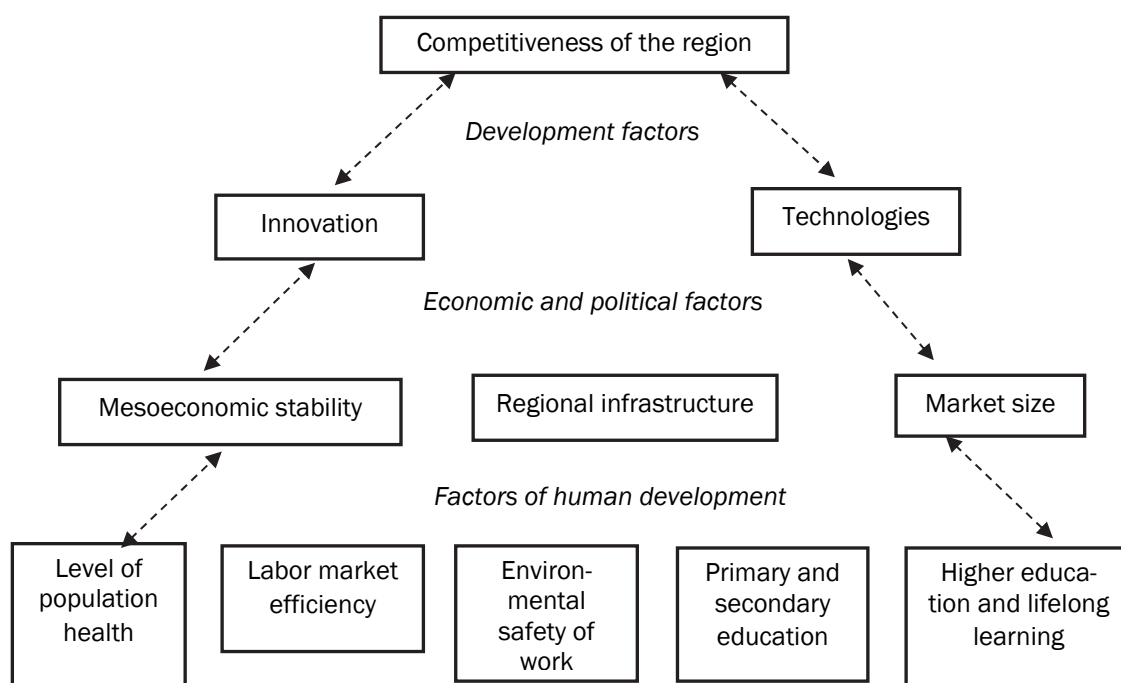 Competitiveness of the region
Development factors
Innovation
Technologies
Economic and political factors
Mesoeconomic stability
Regional infrastructure
Market size
Factors of human development
Level of
population
health
Labor market
efficiency
Environ-
mental
safety of
work
Primary and
secondary
education
Higher educa-
tion and lifelong
learning